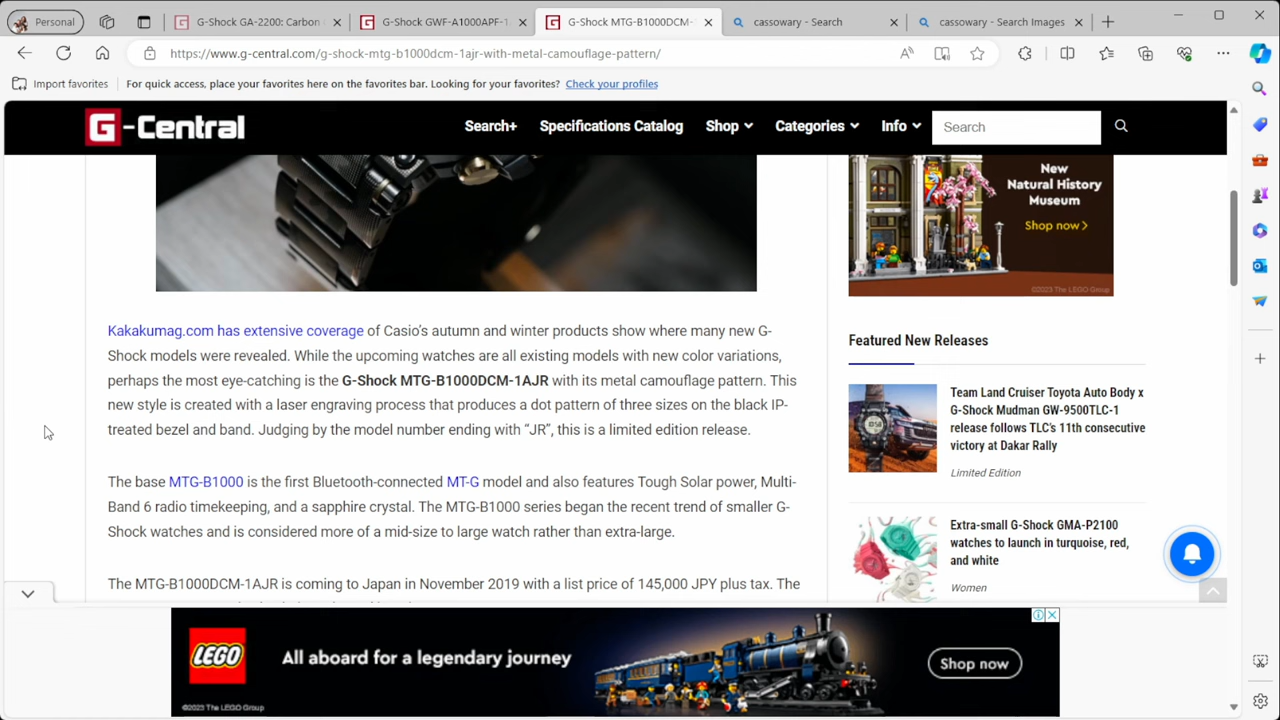 Personal
G-Shock GA-2200: Carbon
G-Shock GWF-A1000APF-1
G-Shock MTG-B1000DCM-
cassowary - Search
cassowary - Search Images
https://www.g-central.com/g-shock-mtg-b1000dcm-1ajr-with-metal-camouflage-pattern/
Import favorites
For quick access, place your favorites here on the favorites bar. Looking for your favorites? Check your profiles
G-Central
Search+
Specifications Catalog
Shop
Categories
Info
Search
New
Natural History
Museum
Shop now >
©2023 The LEGO Group
Kakakumag.com has extensive coverage of Casio's autumn and winter products show where many new G-
Shock models were revealed. While the upcoming watches are all existing models with new color variations,
perhaps the most eye-catching is the G-Shock MTG-B1000DCM-1AJR with its metal camouflage pattern. This
new style is created with a laser engraving process that produces a dot pattern of three sizes on the black IP-
treated bezel and band. Judging by the model number ending with “JR”, this is a limited edition release.
The base MTG-B1000 is the first Bluetooth-connected MT-G model and also features Tough Solar power, Multi-
Band 6 radio timekeeping, and a sapphire crystal. The MTG-B1000 series began the recent trend of smaller G-
Shock watches and is considered more of a mid-size to large watch rather than extra-large.
The MTG-B1000DCM-1AJR is coming to Japan in November 2019 with a list price of 145,000 JPY plus tax. The
Featured New Releases
Team Land Cruiser Toyota Auto Body x
G-Shock Mudman GW-9500TLC-1
release follows TLC's 11th consecutive
victory at Dakar Rally
Limited Edition
Extra-small G-Shock GMA-P2100
watches to launch in turquoise, red,
and white
Women
LEGO
All aboard for a legendary journey
Shop now
©2023 The LEGO Group